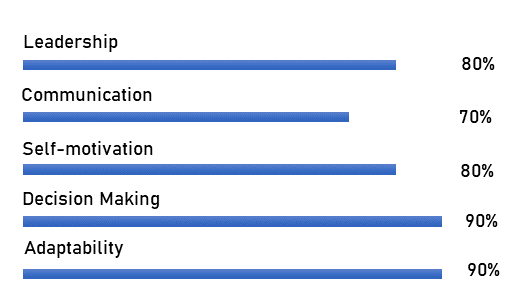 Leadership
80%
Communication
70%
Self-motivation
80%
Decision Making
90%
Adaptability
90%